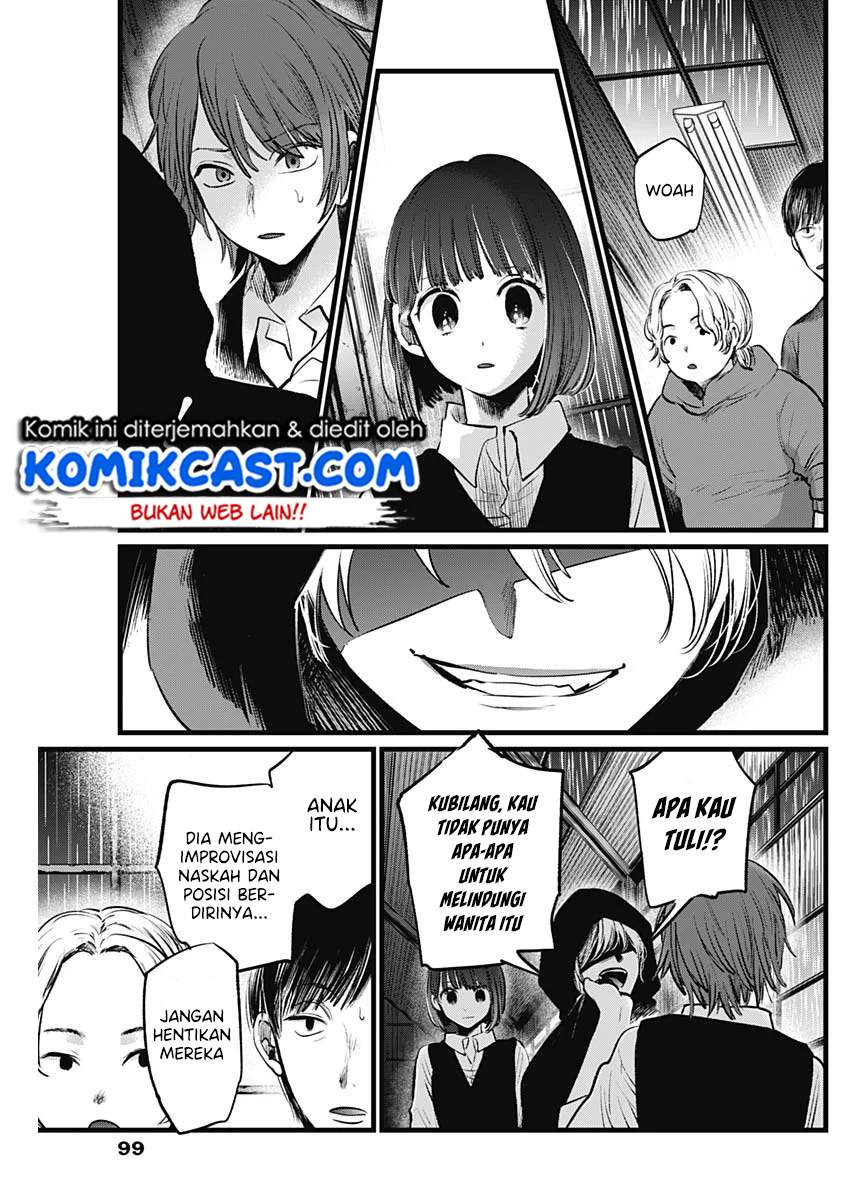 WOAH
Komik ini diterjemahkan & diedit oleh
KOMIKCAST.COM
BUKAN WEB LAIN!!
APA KAU
TULI!?
KUBILANG, KAU
TIDAK PUNYA
APA-APA
UNTUK
MELINDUNGI
WANITA ITU
ANAK
ITU...
DIA MENG-
IMPROVISASI
NASKAH DAN
POSISI BER-
DIRINYA...
JANGAN
HENTIKAN
MEREKA
99